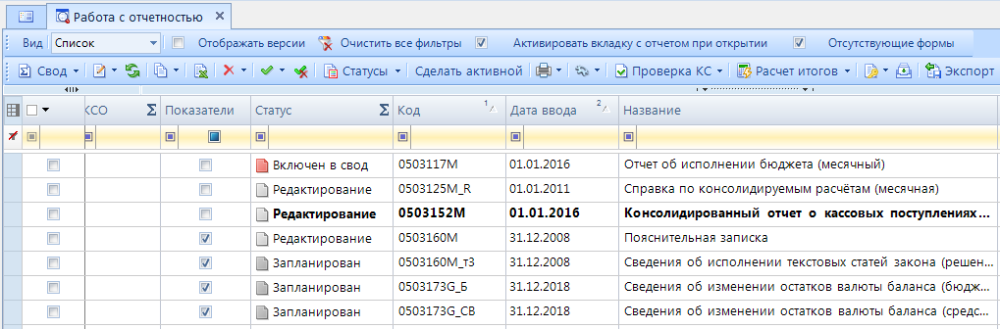 Работа с отчетностью
Вид Список Отображать версии Очистить все фильтры Активировать вкладку с отчетом при открытии Отсутствующие формы
Свод Статусы Сделать активной Проверка КС Расчет итогов Экспорт
КСО Σ Показатели Статус Σ Код 1 Дата ввода 2 Название
Включен в свод 0503117M 01.01.2016 Отчет об исполнении бюджета (месячный)
Редактирование 0503125M_R 01.01.2011 Справка по консолидируемым расчётам (месячная)
Редактирование 0503152M 01.01.2016 Консолидированный отчет о кассовых поступлениях...
Редактирование 0503160M 31.12.2008 Пояснительная записка
Запланирован 0503160M_т3 31.12.2008 Сведения об исполнении текстовых статей закона (решен...
Запланирован 0503173G_Б 31.12.2018 Сведения об изменении остатков валюты баланса (бюдж...
Запланирован 0503173G_СВ 31.12.2018 Сведения об изменении остатков валюты баланса (средс...